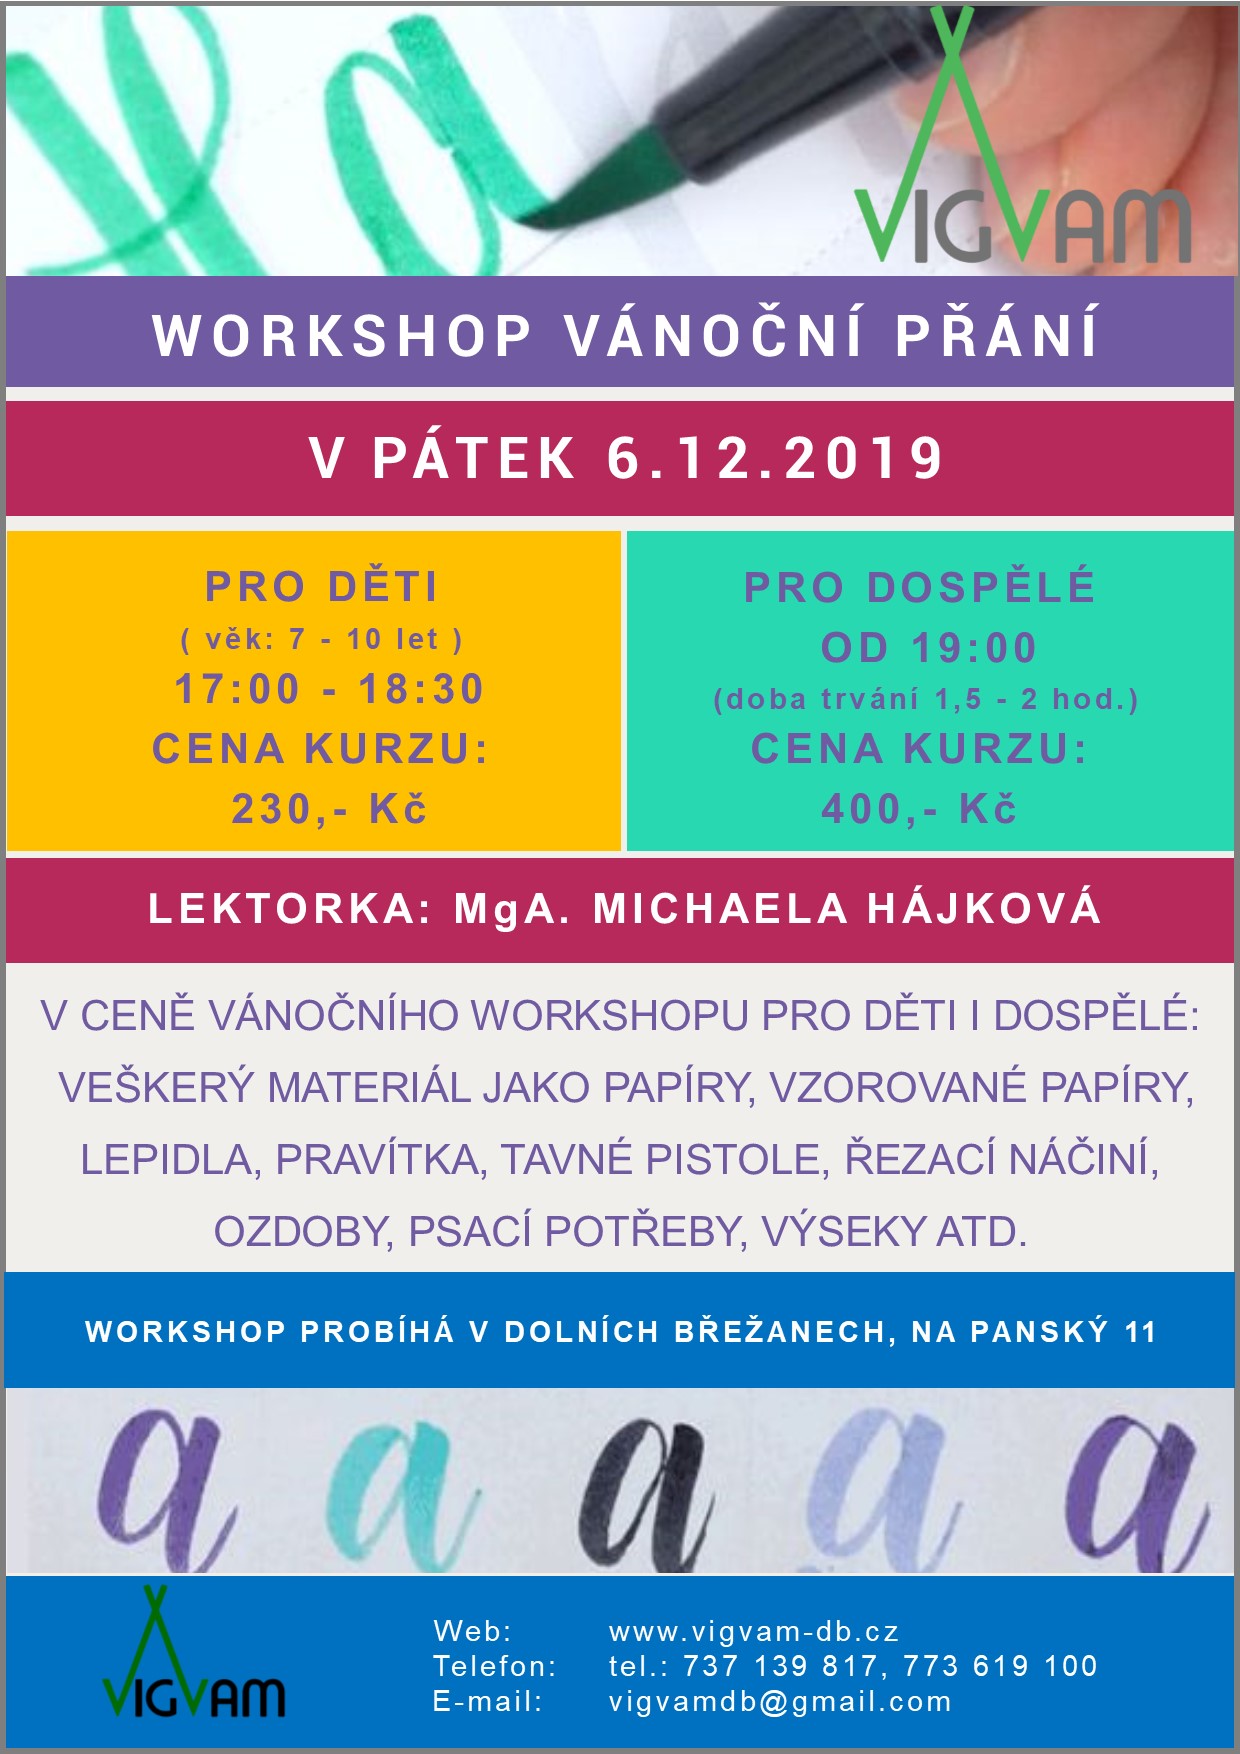 VIGVAM
WORKSHOP VÁNOČNÍ PŘÁNÍ
V PÁTEK 6.12.2019
PRO DĚTI
( věk: 7 - 10 let )
17:00 - 18:30
CENA KURZU:
230,- Kč
PRO DOSPĚLÉ
OD 19:00
(doba trvání 1,5 - 2 hod.)
CENA KURZU:
400,- Kč
LEKTORKA: MgA. MICHAELA HÁJKOVÁ
V CENĚ VÁNOČNÍHO WORKSHOPU PRO DĚTI I DOSPĚLÉ:
VEŠKERÝ MATERIÁL JAKO PAPÍRY, VZOROVANÉ PAPÍRY,
LEPIDLA, PRAVÍTKA, TAVNÉ PISTOLE, ŘEZACÍ NÁČINÍ,
OZDOBY, PSACÍ POTŘEBY, VÝSEKY ATD.
WORKSHOP PROBÍHÁ V DOLNÍCH BŘEŽANECH, NA PANSKÝ 11
a a a a a
VIGVAM
Web: www.vigvam-db.cz
Telefon: tel.: 737 139 817, 773 619 100
E-mail: vigvamdb@gmail.com